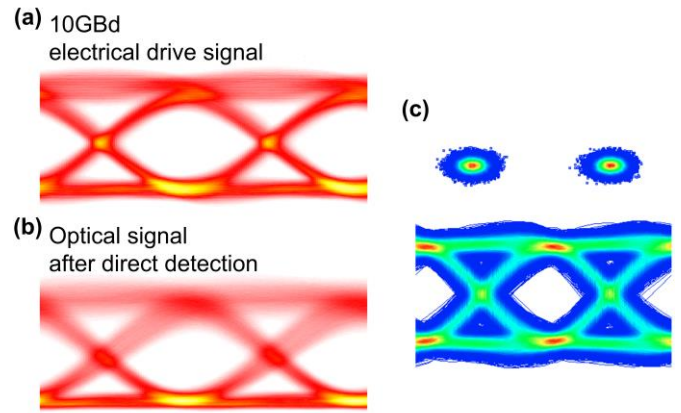 (a) 10GBd
electrical drive signal
(c)
(b) Optical signal
after direct detection